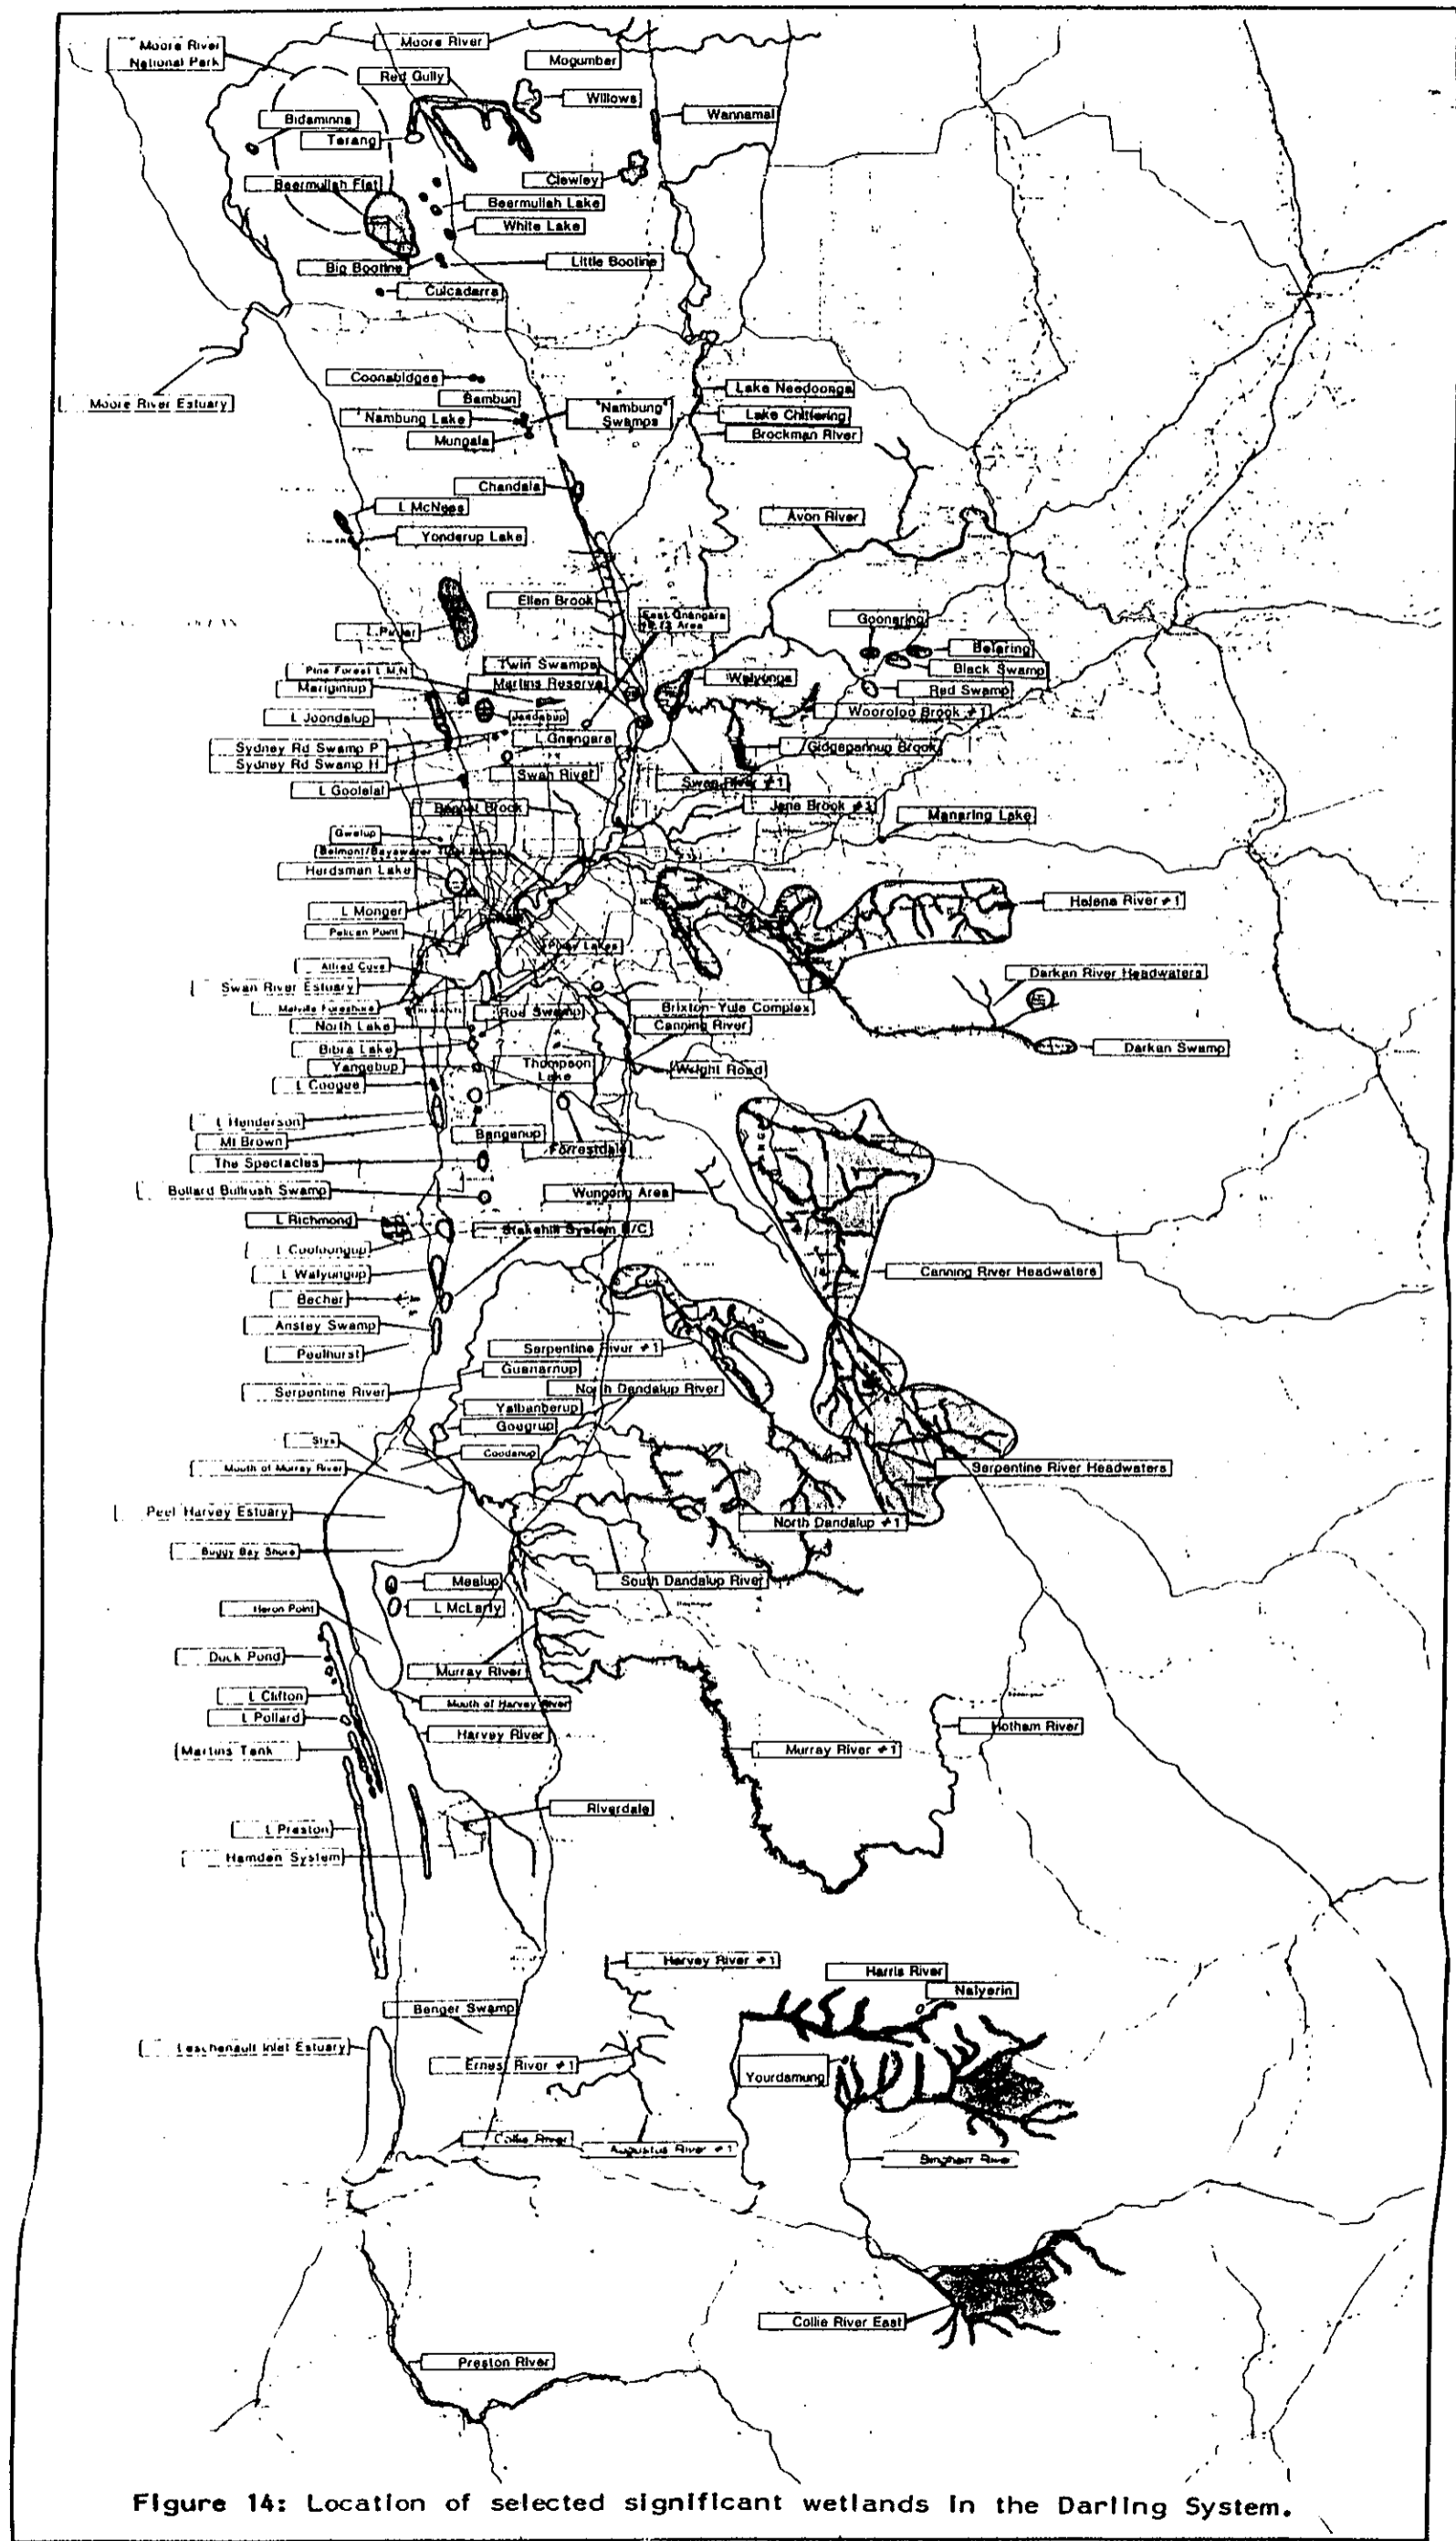 Moore River
National Park
Moore River
Mogumber
Red Gully
Willows
Wannamal
Bidaminna
Tarang
Clewley
Beermullah Flat
Beermullah Lake
White Lake
Big Bootine
Little Bootine
Culcadarra
Coonabidgee
Lake Needoonga
Moore River Estuary
Bambun
Nambung Lake
"Nambung"
Swamps
Lake Chittering
Mungala
Brockman River
Chandala
L McNess
Avon River
Yonderup Lake
Ellen Brook
East Gnangara
Area
Goonaring
L Pinjar
Beiaring
Twin Swamps
Black Swamp
Pine Forest L M,N
Martins Reserve
Walyunga
Mariginiup
Red Swamp
L Joondalup
Jandabup
Wooroloo Brook #1
Sydney Rd Swamp P
L Gnangara
Gidgegannup Brook
Sydney Rd Swamp H
Swan River
Swan River #1
L Goolelal
Bennet Brook
Jane Brook #1
Manaring Lake
Gwelup
Belmont/Bayswater
Herdsman Lake
Helena River #1
L Monger
Pelican Point
Lakes
Alfred Cove
Darkan River Headwaters
Swan River Estuary
Melville Foreshore
Roe Swamp
Brixton-Yule Complex
North Lake
Canning River
Bibra Lake
Darkan Swamp
Yangebup
Thompson
Lake
Wright Road
L Coogee
L Henderson
Banganup
Mt Brown
Forrestdale
The Spectacles
Bollard Bullrush Swamp
Wungong Area
L Richmond
Stakehill System B/C
L Cooloongup
L Walyungup
Canning River Headwaters
Becher
Anstey Swamp
Serpentine River #1
Paulhurst
Guananup
Serpentine River
North Dandalup River
Yalbanberup
Googrup
Slys
Coodanup
Mouth of Murray River
Serpentine River Headwaters
Peel Harvey Estuary
North Dandalup #1
Buggy Bay Shore
Mealup
South Dandalup River
Heron Point
L McLarty
Duck Pond
Murray River
L Clifton
Mouth of Harvey River
L Pollard
Harvey River
Hotham River
Martins Tank
Murray River #1
Riverdale
L Preston
Hamden System
Harvey River #1
Harris River
Nalyerin
Benger Swamp
Leschenault Inlet Estuary
Ernest River #1
Yourdamung
Collie River
Augustus River #1
Bingham River
Collie River East
Preston River
Figure 14: Location of selected significant wetlands in the Darling System.